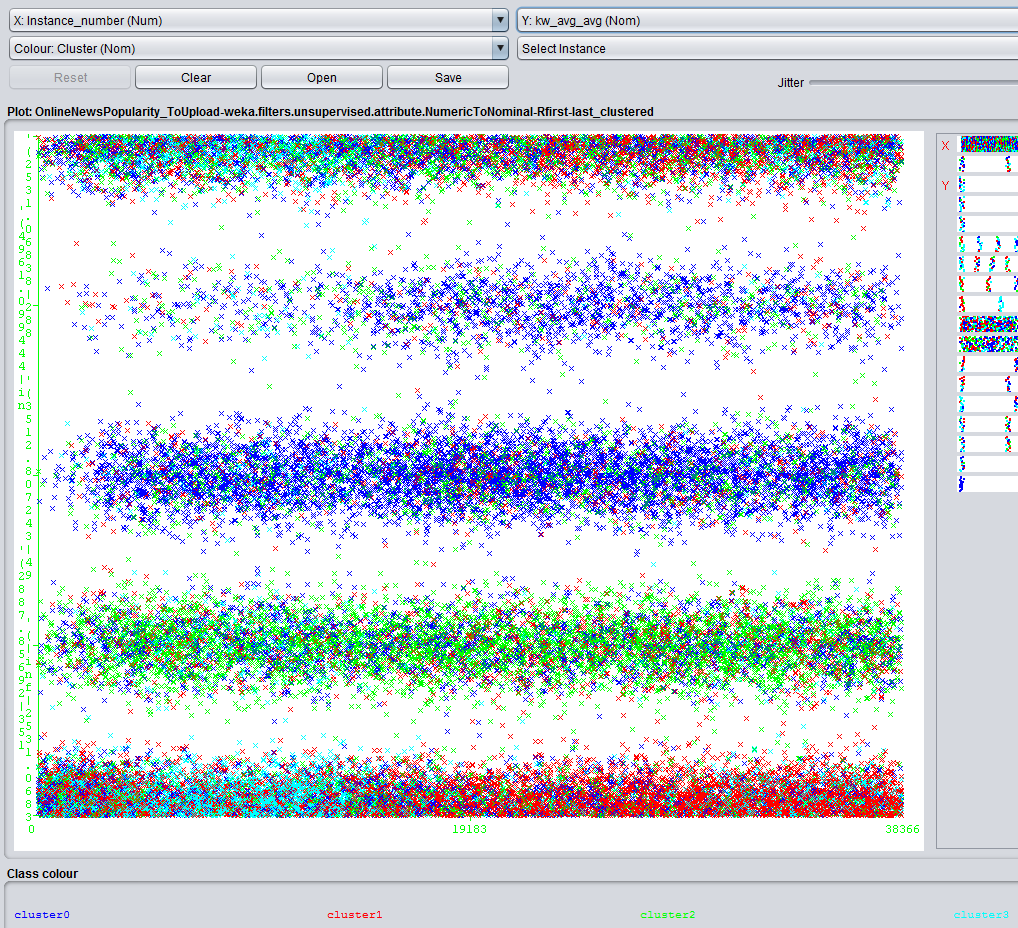 X: Instance_number (Num)
Y: kw_avg_avg (Nom)
Colour: Cluster (Nom)
Select Instance
Reset
Clear
Open
Save
Jitter
Plot: OnlineNewsPopularity_ToUpload-weka.filters.unsupervised.attribute.NumericToNominal-Rfirst-last_clustered
X
Y
0
19183
38366
Class colour
cluster0
cluster1
cluster2
cluster3